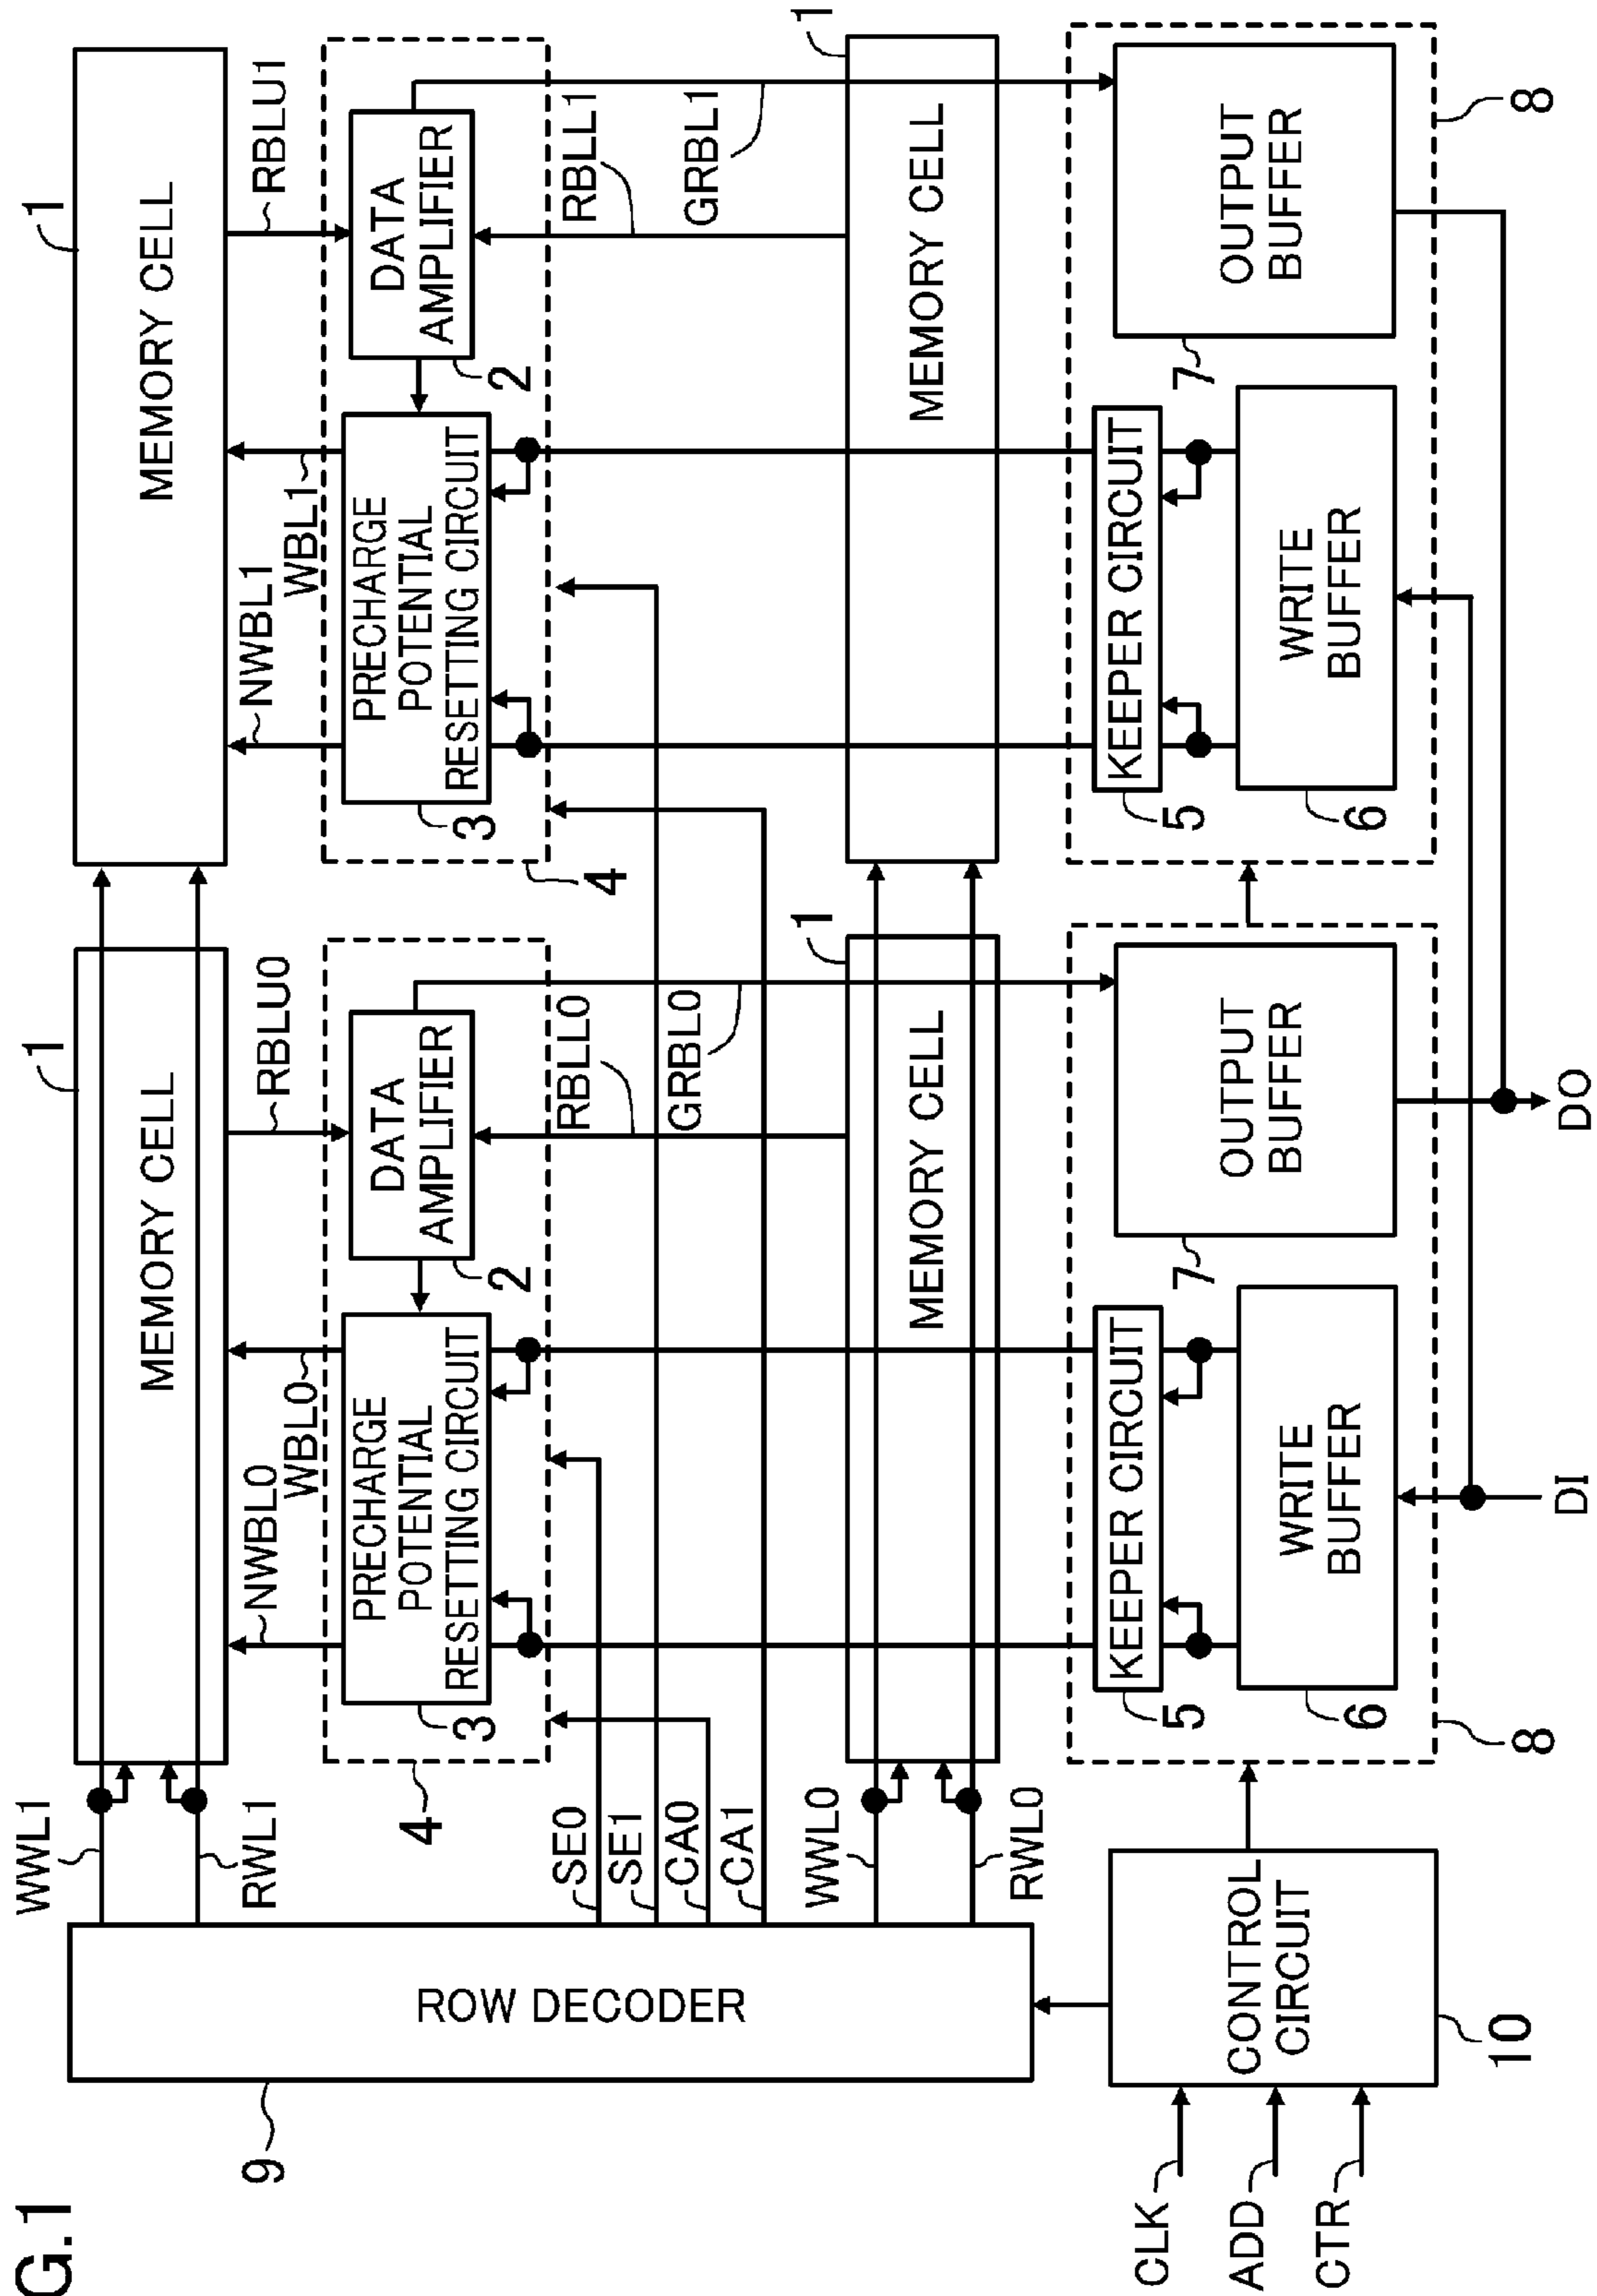 G.1
1
MEMORY CELL
RBLU1
NWBL1
WBL1
DATA
AMPLIFIER
2
PRECHARGE
POTENTIAL
RESETTING CIRCUIT
3
4
RBLL1
GRBL1
1
MEMORY CELL
OUTPUT
BUFFER
7
KEEPER CIRCUIT
5
WRITE
BUFFER
6
8
1
MEMORY CELL
RBLU0
NWBL0
WBL0
DATA
AMPLIFIER
2
PRECHARGE
POTENTIAL
RESETTING CIRCUIT
3
4
RBLL0
GRBL0
1
MEMORY CELL
OUTPUT
BUFFER
7
KEEPER CIRCUIT
5
WRITE
BUFFER
6
8
DO
DI
WWL1
RWL1
SE0
SE1
CA0
CA1
WWL0
RWL0
ROW DECODER
9
CONTROL
CIRCUIT
10
CLK
ADD
CTR